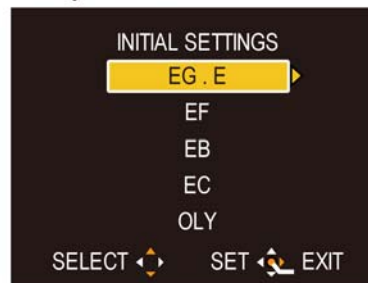 INITIAL SETTINGS
EG . E
EF
EB
EC
OLY
SELECT SET EXIT